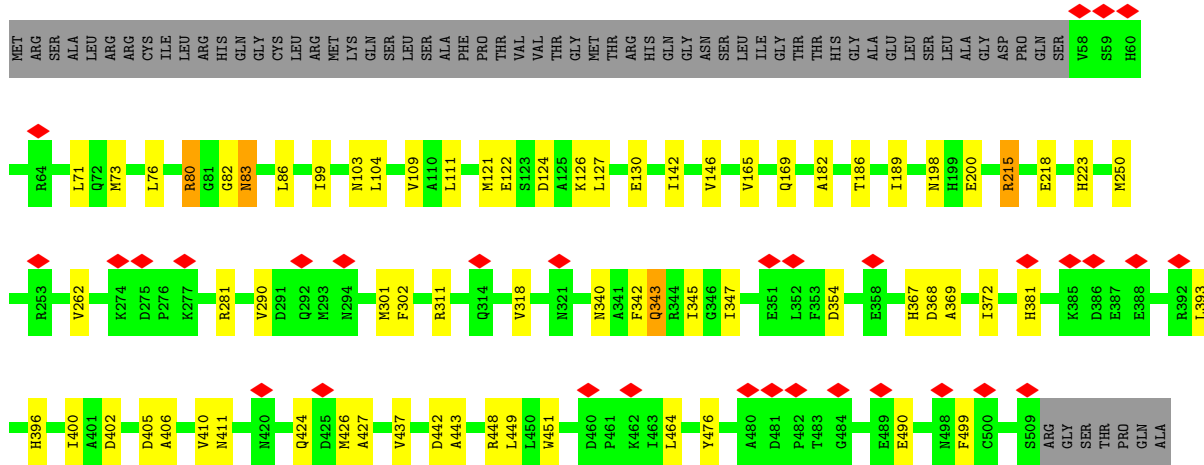 MET ARG SER ALA LEU ARG ARG CYS ILE LEU ARG HIS GLN GLY CYS LEU ARG MET LYS GLN SER LEU SER ALA PHE PRO THR VAL VAL THR GLY MET THR ARG HIS GLN GLY ASN SER LEU ILE GLY THR THR HIS GLY ALA GLU LEU SER LEU ALA GLY ASP PRO GLN SER V58 S59 H60
R64 L71 Q72 M73 L76 R80 G81 G82 N83 L86 I99 N103 L104 V109 A110 L111 M121 E122 S123 D124 A125 K126 L127 E130 I142 V146 V165 Q169 A182 T186 I189 N198 H199 E200 R215 E218 H223 M250
R253 V262 K274 D275 P276 K277 R281 V290 D291 Q292 M293 N294 M301 F302 R311 Q314 V318 N321 N340 A341 F342 Q343 R344 I345 G346 I347 E351 L352 F353 D354 E358 H367 D368 A369 I372 H381 K385 D386 E387 E388 R392 L393
H396 I400 A401 D402 D405 A406 V410 N411 N420 Q424 D425 M426 A427 V437 D442 A443 R448 L449 L450 W451 D460 P461 K462 I463 L464 Y476 A480 D481 P482 T483 G484 E489 E490 N498 F499 C500 S509 ARG GLY SER THR PRO GLN ALA